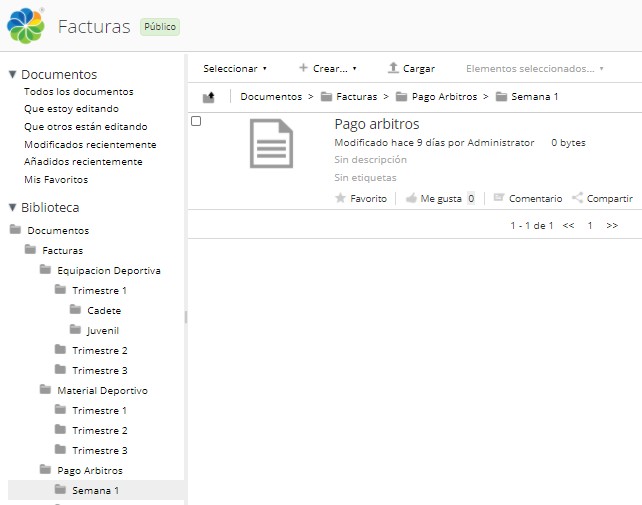 Facturas Público
Documentos
Todos los documentos
Que estoy editando
Que otros están editando
Modificados recientemente
Añadidos recientemente
Mis Favoritos
Biblioteca
Documentos
Facturas
Equipacion Deportiva
Trimestre 1
Cadete
Juvenil
Trimestre 2
Trimestre 3
Material Deportivo
Trimestre 1
Trimestre 2
Trimestre 3
Pago Arbitros
Semana 1
Seleccionar Crear... Cargar Elementos seleccionados...
Documentos > Facturas > Pago Arbitros > Semana 1
Pago arbitros
Modificado hace 9 días por Administrator 0 bytes
Sin descripción
Sin etiquetas
Favorito Me gusta 0 Comentario Compartir
1 - 1 de 1 << 1 >>